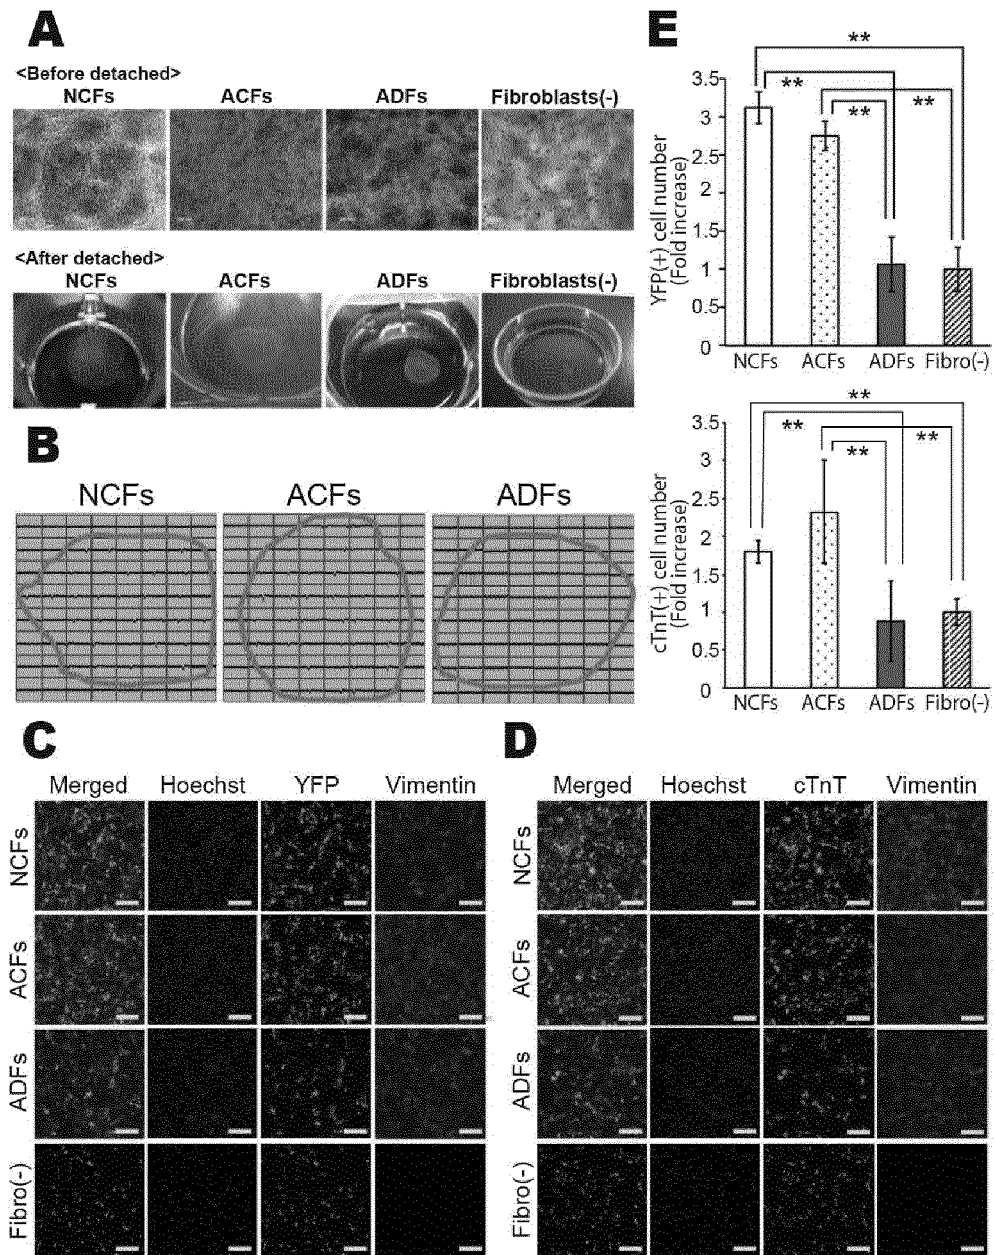 A
<Before detached>
NCFs ACFs ADFs Fibroblasts(-)
<After detached>
NCFs ACFs ADFs Fibroblasts(-)
B
NCFs ACFs ADFs
C
Merged Hoechst YFP Vimentin
NCFs
ACFs
ADFs
Fibro(-)
D
Merged Hoechst cTnT Vimentin
NCFs
ACFs
ADFs
Fibro(-)
E
**
** **
**
YFP(+) cell number
(Fold increase)
3.5
3
2.5
2
1.5
1
0.5
0
NCFs ACFs ADFs Fibro(-)
**
** **
**
cTnT(+) cell number
(Fold increase)
3.5
3
2.5
2
1.5
1
0.5
0
NCFs ACFs ADFs Fibro(-)